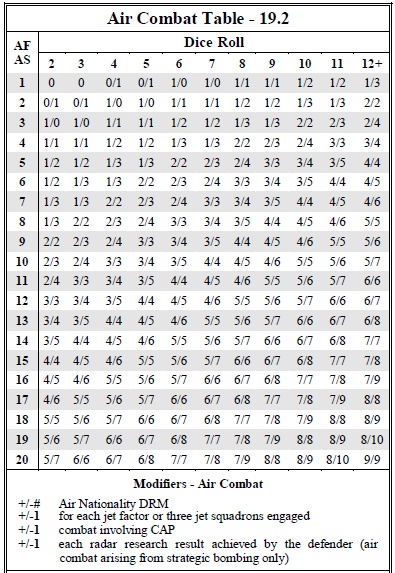 Air Combat Table - 19.2
AF AS Dice Roll
2 3 4 5 6 7 8 9 10 11 12+
1 0 0 0/1 0/1 1/0 1/0 1/1 1/1 1/2 1/2 1/3
2 0/1 0/1 1/0 1/0 1/1 1/1 1/2 1/2 1/3 1/3 2/2
3 1/0 1/0 1/1 1/1 1/2 1/2 1/3 1/3 2/2 2/3 2/4
4 1/1 1/1 1/2 1/2 1/3 1/3 2/2 2/3 2/4 3/3 3/4
5 1/2 1/2 1/3 1/3 2/2 2/3 2/4 3/3 3/4 3/5 4/4
6 1/2 1/3 1/3 2/2 2/3 2/4 3/3 3/4 3/5 4/4 4/5
7 1/3 1/3 2/2 2/3 2/4 3/3 3/4 3/5 4/4 4/5 4/6
8 1/3 2/2 2/3 2/4 3/3 3/4 3/5 4/4 4/5 4/6 5/5
9 2/2 2/3 2/4 3/3 3/4 3/5 4/4 4/5 4/6 5/5 5/6
10 2/3 2/4 3/3 3/4 3/5 4/4 4/5 4/6 5/5 5/6 5/7
11 2/4 3/3 3/4 3/5 4/4 4/5 4/6 5/5 5/6 5/7 6/6
12 3/3 3/4 3/5 4/4 4/5 4/6 5/5 5/6 5/7 6/6 6/7
13 3/4 3/5 4/4 4/5 4/6 5/5 5/6 5/7 6/6 6/7 6/8
14 3/5 4/4 4/5 4/6 5/5 5/6 5/7 6/6 6/7 6/8 7/7
15 4/4 4/5 4/6 5/5 5/6 5/7 6/6 6/7 6/8 7/7 7/8
16 4/5 4/6 5/5 5/6 5/7 6/6 6/7 6/8 7/7 7/8 7/9
17 4/6 5/5 5/6 5/7 6/6 6/7 6/8 7/7 7/8 7/9 8/8
18 5/5 5/6 5/7 6/6 6/7 6/8 7/7 7/8 7/9 8/8 8/9
19 5/6 5/7 6/6 6/7 6/8 7/7 7/8 7/9 8/8 8/9 8/10
20 5/7 6/6 6/7 6/8 7/7 7/8 7/9 8/8 8/9 8/10 9/9
Modifiers - Air Combat
+/-# Air Nationality DRM
+/-1 for each jet factor or three jet squadrons engaged
+/-1 combat involving CAP
+/-1 each radar research result achieved by the defender (air
combat arising from strategic bombing only)